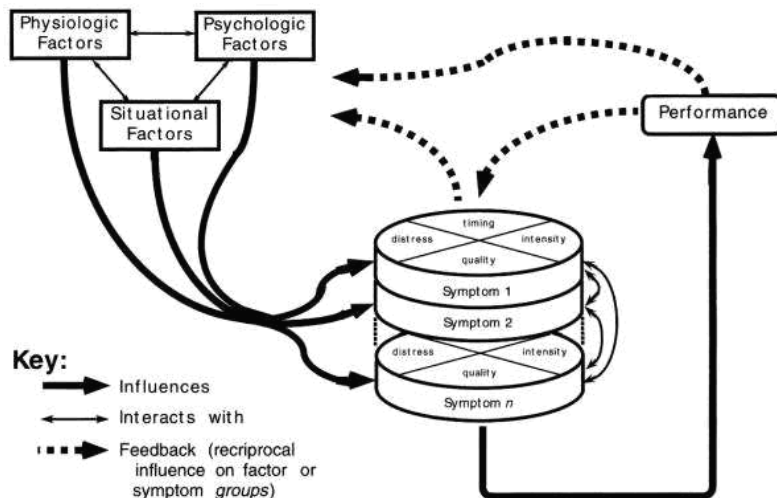 Physiologic
Factors
Psychologic
Factors
Situational
Factors
Performance
timing
distress
intensity
quality
Symptom 1
Symptom 2
distress
intensity
quality
Symptom n
Key:
Influences
Interacts with
Feedback (recriprocal
influence on factor or
symptom groups)